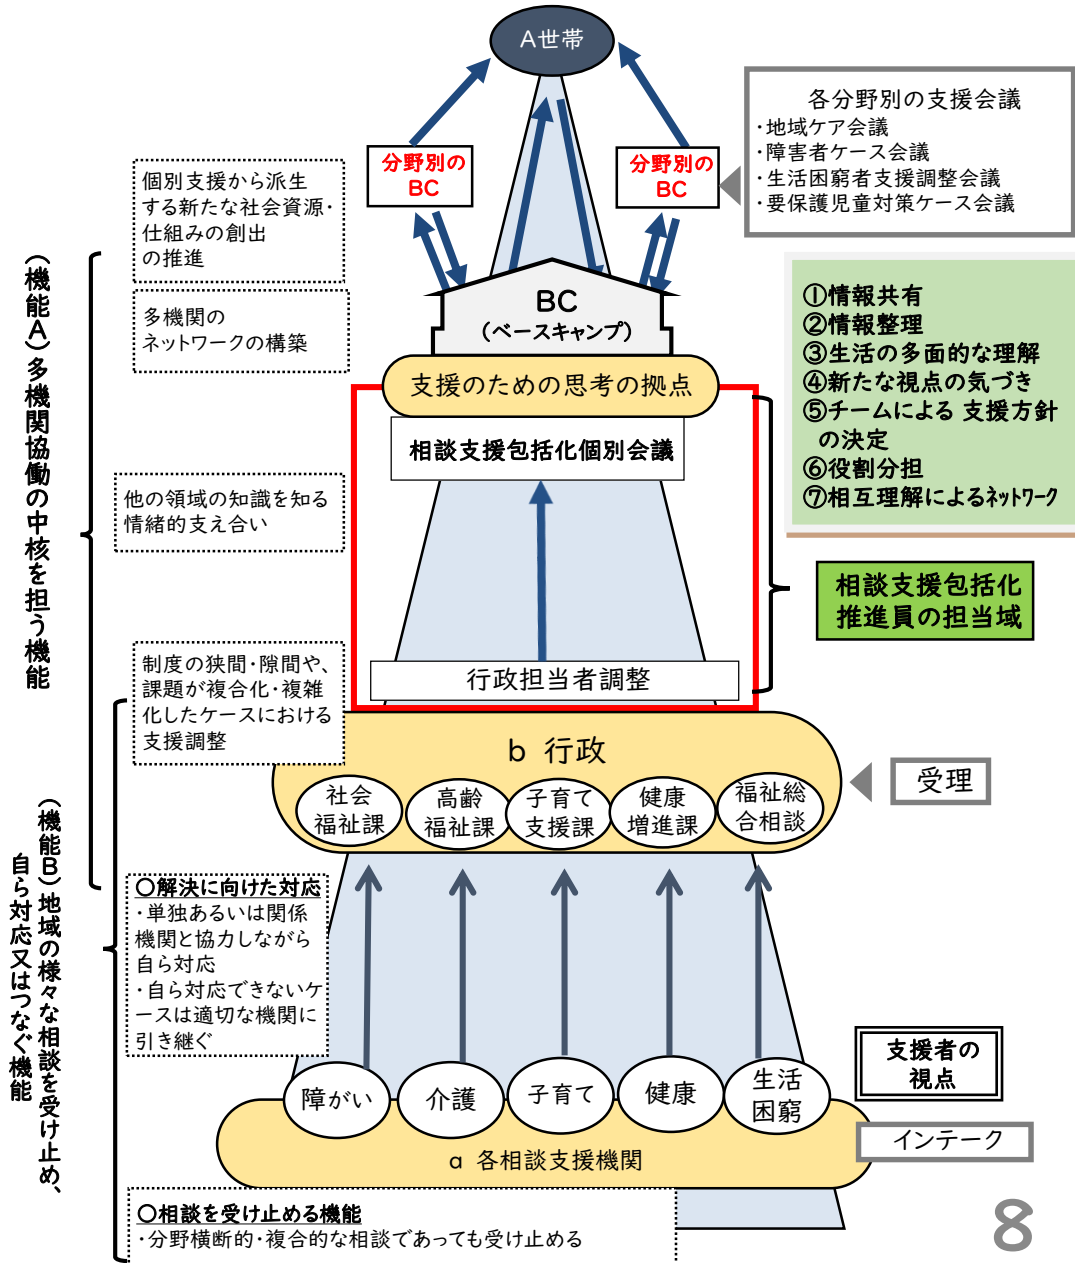 A世帯
各分野別の支援会議
・地域ケア会議
・障害者ケース会議
・生活困窮者支援調整会議
・要保護児童対策ケース会議
分野別の
BC
分野別の
BC
個別支援から派生
する新たな社会資源・
仕組みの創出
の推進
多機関の
ネットワークの構築
BC
(ベースキャンプ)
①情報共有
②情報整理
③生活の多面的な理解
④新たな視点の気づき
⑤チームによる 支援方針
の決定
⑥役割分担
⑦相互理解によるネットワーク
(機能A)多機関協働の中核を担う機能
支援のための思考の拠点
相談支援包括化個別会議
他の領域の知識を知る
情緒的支え合い
相談支援包括化
推進員の担当域
行政担当者調整
制度の狭間・隙間や、
課題が複合化・複雑
化したケースにおける
支援調整
b 行政
社会
福祉課
高齢
福祉課
子育て
支援課
健康
増進課
福祉総
合相談
受理
(機能B)地域の様々な相談を受け止め、
自ら対応又はつなぐ機能
〇解決に向けた対応
・単独あるいは関係
機関と協力しながら
自ら対応
・自ら対応できないケ
ースは適切な機関に
引き継ぐ
支援者の
視点
障がい
介護
子育て
健康
生活
困窮
インテーク
a 各相談支援機関
〇相談を受け止める機能
・分野横断的・複合的な相談であっても受け止める
8